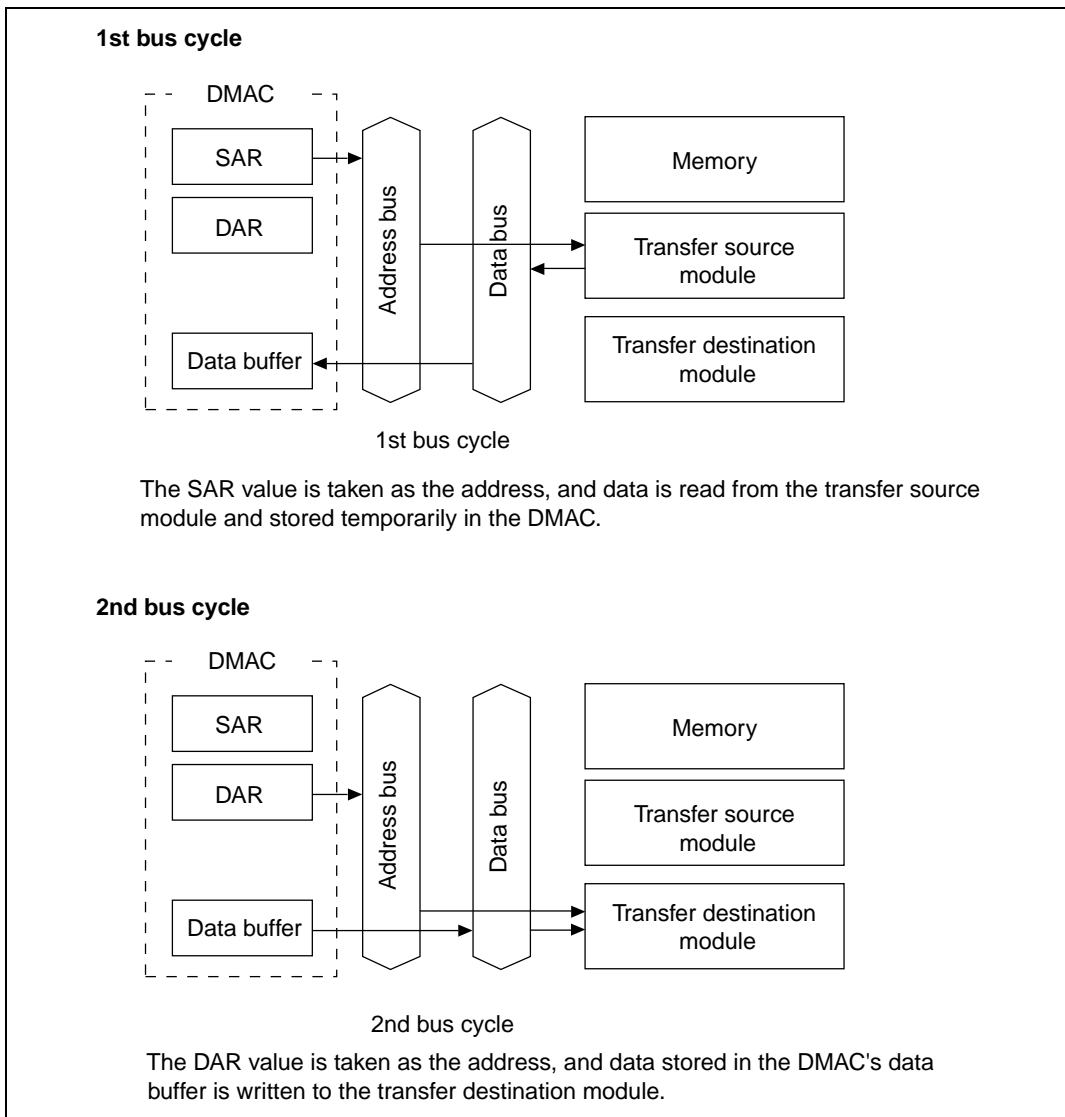 1st bus cycle
DMAC
SAR
DAR
Data buffer
Address bus
Data bus
Memory
Transfer source
module
Transfer destination
module
1st bus cycle
The SAR value is taken as the address, and data is read from the transfer source
module and stored temporarily in the DMAC.
2nd bus cycle
DMAC
SAR
DAR
Data buffer
Address bus
Data bus
Memory
Transfer source
module
Transfer destination
module
2nd bus cycle
The DAR value is taken as the address, and data stored in the DMAC's data
buffer is written to the transfer destination module.